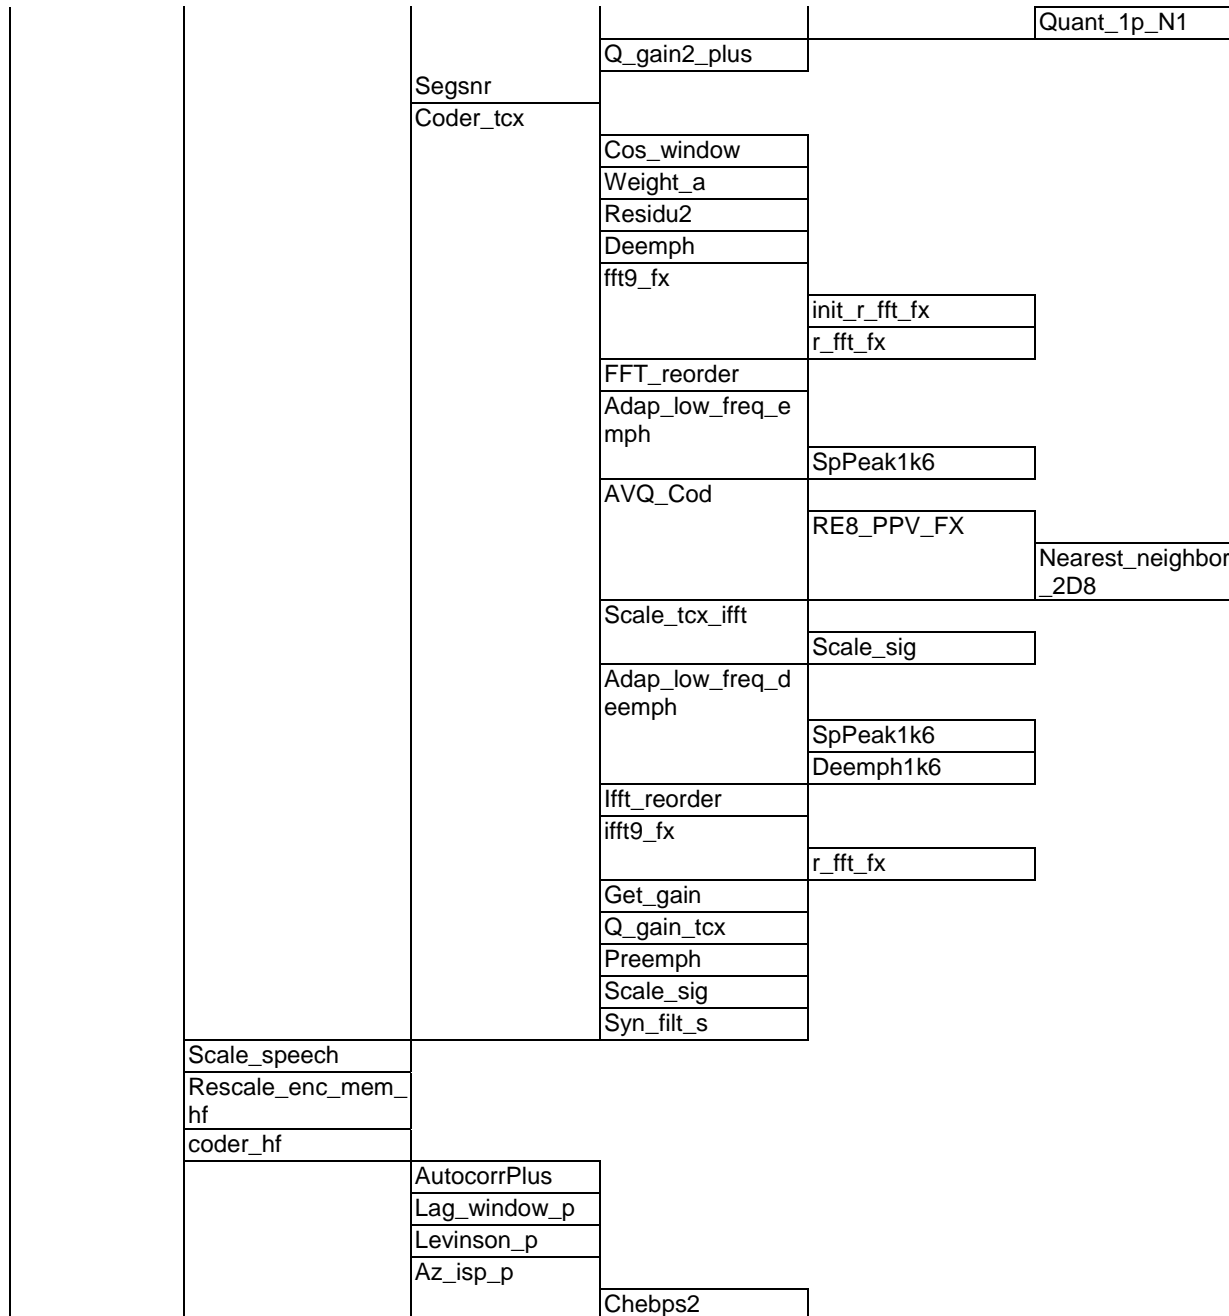 Quant_1p_N1
Q_gain2_plus
Segsnr
Coder_tcx
Cos_window
Weight_a
Residu2
Deemph
fft9_fx
init_r_fft_fx
r_fft_fx
FFT_reorder
Adap_low_freq_e
mph
SpPeak1k6
AVQ_Cod
RE8_PPV_FX
Nearest_neighbor
_2D8
Scale_tcx_ifft
Scale_sig
Adap_low_freq_d
eemph
SpPeak1k6
Deemph1k6
Ifft_reorder
ifft9_fx
r_fft_fx
Get_gain
Q_gain_tcx
Preemph
Scale_sig
Syn_filt_s
Scale_speech
Rescale_enc_mem_
hf
coder_hf
AutocorrPlus
Lag_window_p
Levinson_p
Az_isp_p
Chebps2